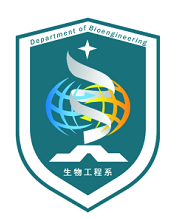 Department of Bioengineering
生物工程系